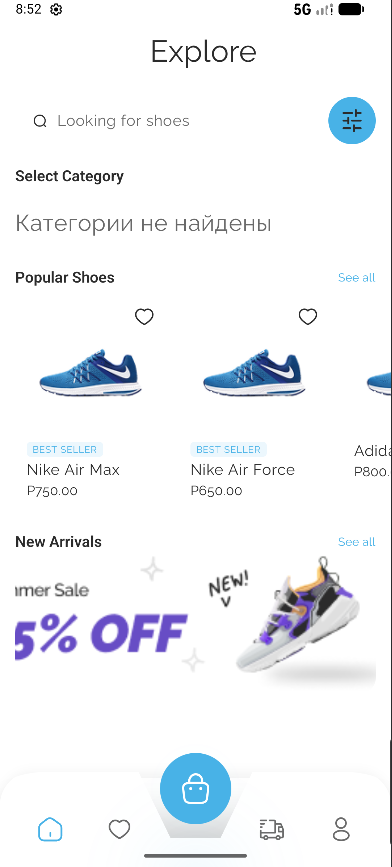 8:52
5G
Explore
Looking for shoes
Select Category
Категории не найдены
Popular Shoes
See all
BEST SELLER
Nike Air Max
P750.00
BEST SELLER
Nike Air Force
P650.00
Adida
P800.
New Arrivals
See all
mmer Sale
5% OFF
NEW!